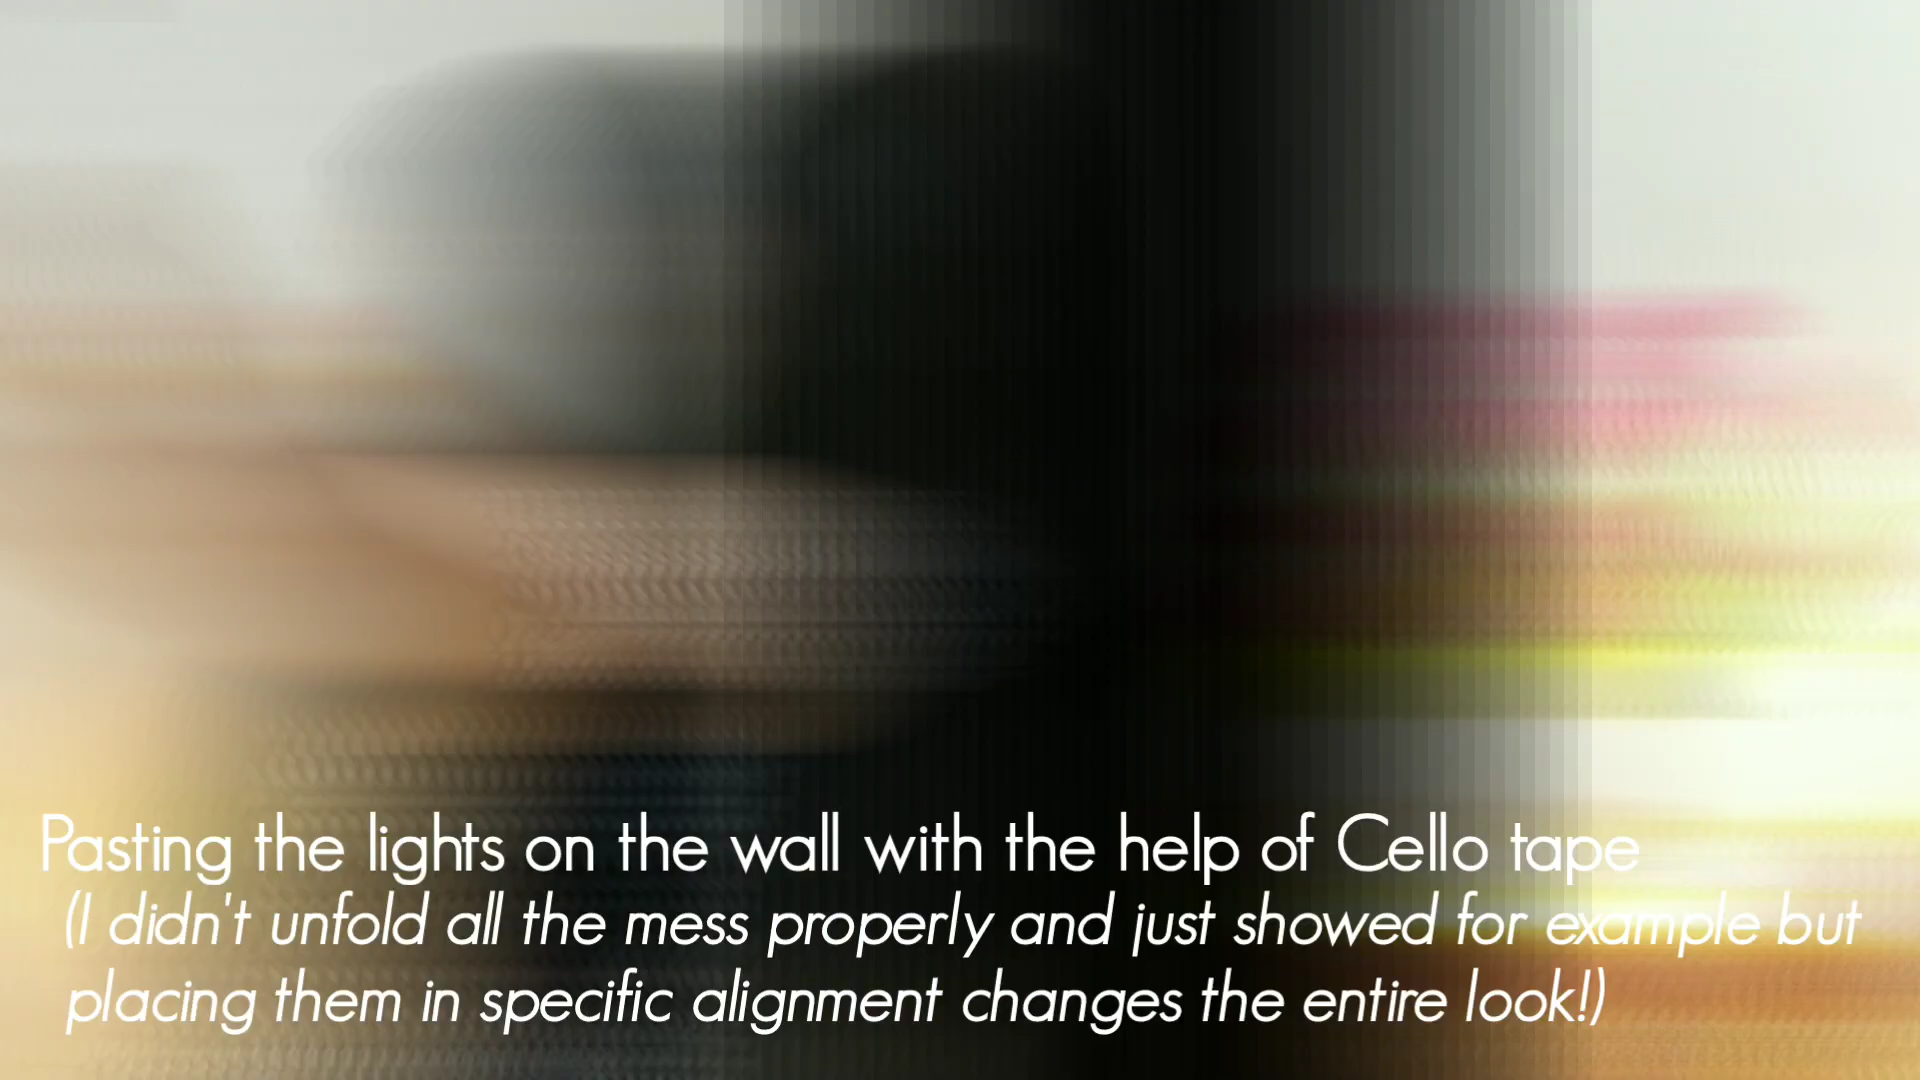 Pasting the lights on the wall with the help of Cello tape
(I didn't unfold all the mess properly and just showed for example but
placing them in specific alignment changes the entire look!)